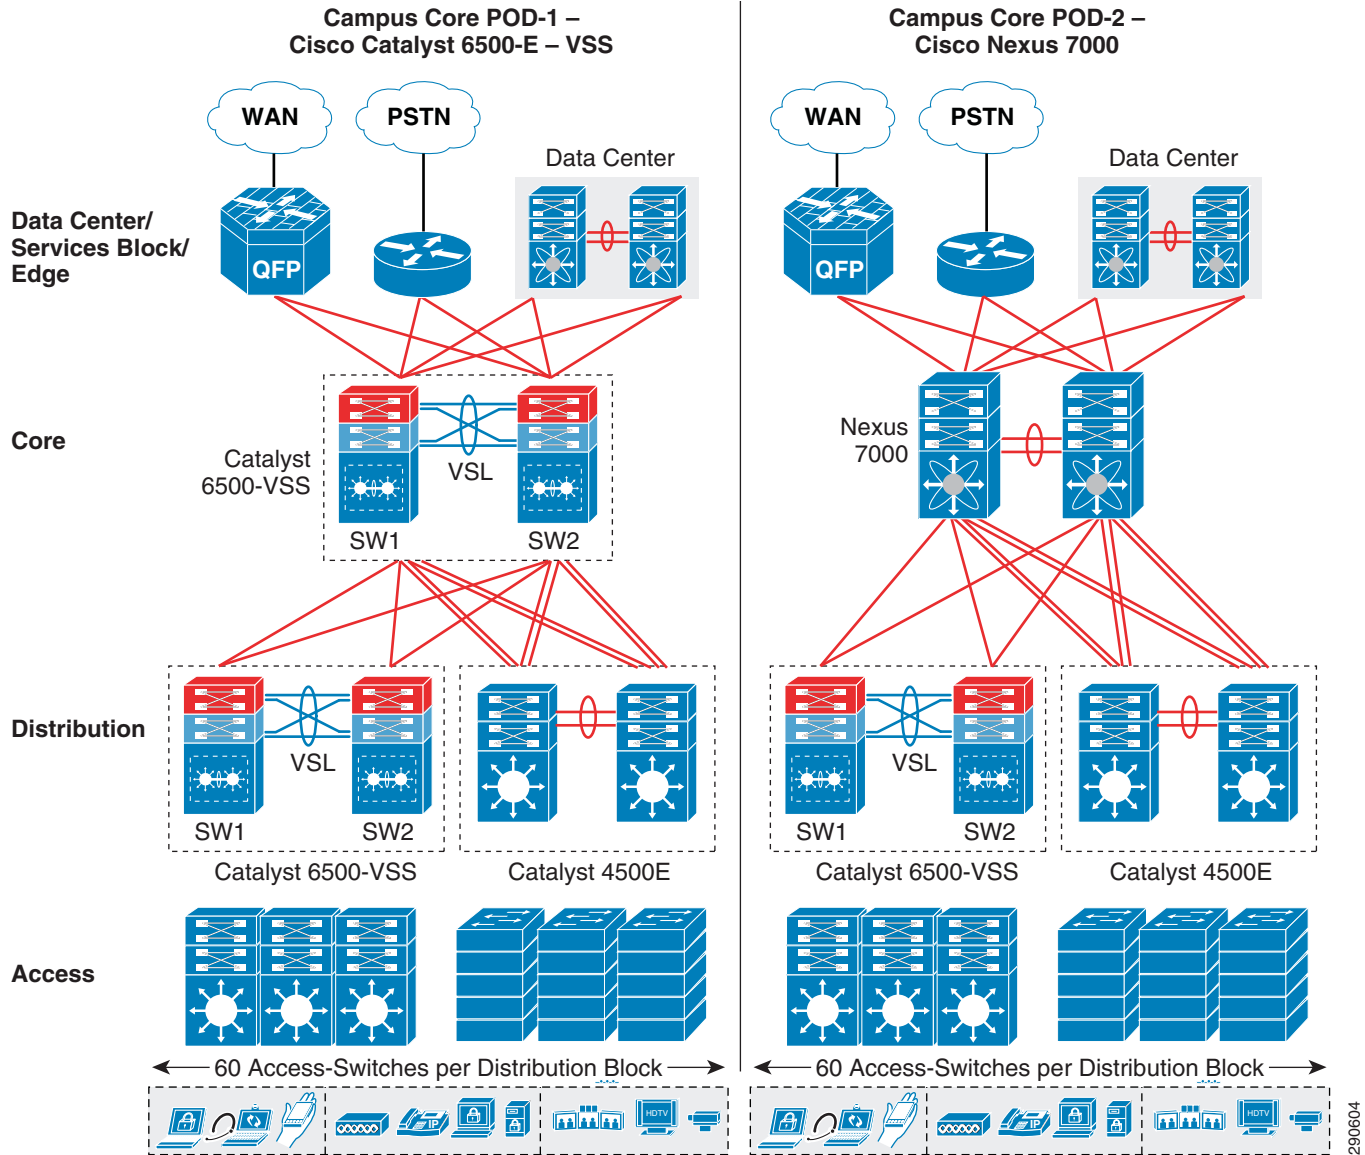 Campus Core POD-1 –
Cisco Catalyst 6500-E – VSS
Campus Core POD-2 –
Cisco Nexus 7000
WAN
PSTN
Data Center
WAN
PSTN
Data Center
Data Center/
Services Block/
Edge
QFP
QFP
Core
Catalyst
6500-VSS
VSL
SW1
SW2
Nexus
7000
Distribution
VSL
SW1
SW2
VSL
SW1
SW2
Catalyst 6500-VSS
Catalyst 4500E
Catalyst 6500-VSS
Catalyst 4500E
Access
60 Access-Switches per Distribution Block
60 Access-Switches per Distribution Block
IP
HDTV
IP
HDTV
290604